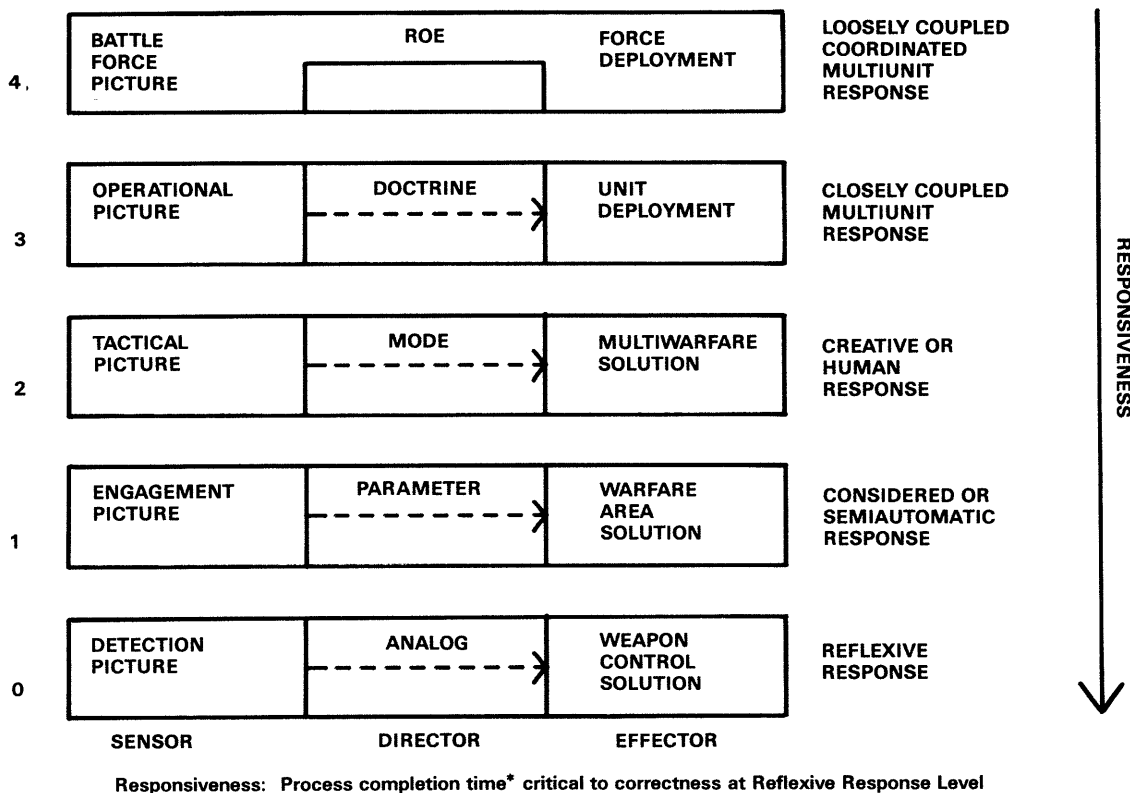 BATTLE
FORCE
PICTURE
ROE
FORCE
DEPLOYMENT
LOOSELY COUPLED
COORDINATED
MULTIUNIT
RESPONSE
4.
OPERATIONAL
PICTURE
DOCTRINE
UNIT
DEPLOYMENT
CLOSELY COUPLED
MULTIUNIT
RESPONSE
3
TACTICAL
PICTURE
MODE
MULTIWARFARE
SOLUTION
CREATIVE OR
HUMAN
RESPONSE
2
ENGAGEMENT
PICTURE
PARAMETER
WARFARE
AREA
SOLUTION
CONSIDERED OR
SEMIAUTOMATIC
RESPONSE
1
DETECTION
PICTURE
ANALOG
WEAPON
CONTROL
SOLUTION
REFLEXIVE
RESPONSE
0
SENSOR
DIRECTOR
EFFECTOR
RESPONSIVENESS
Responsiveness: Process completion time* critical to correctness at Reflexive Response Level